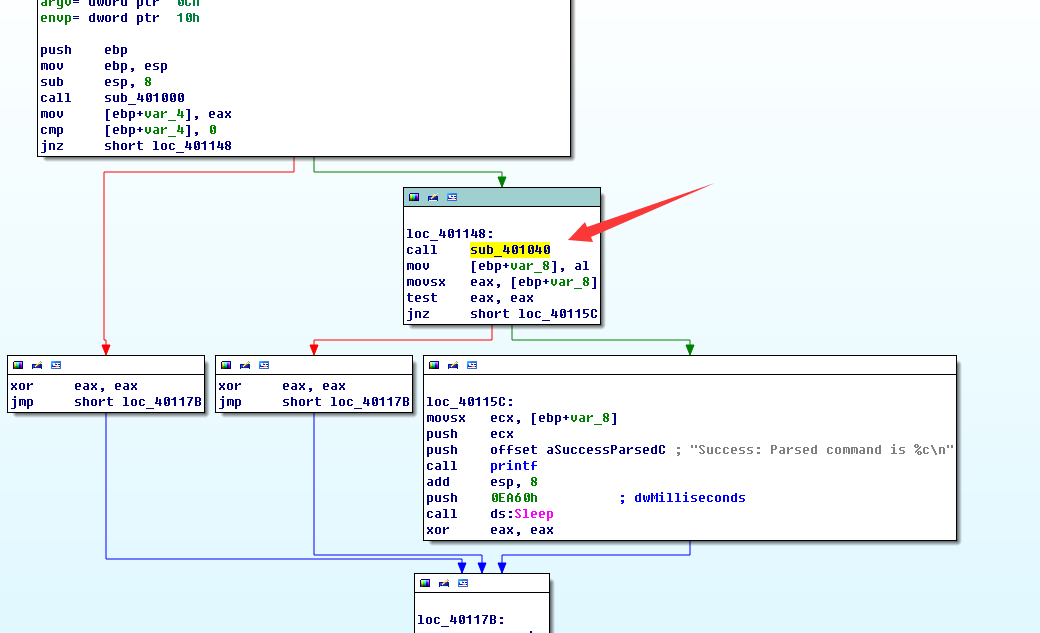 argv= dword ptr  0Ch
envp= dword ptr  10h
push    ebp
mov     ebp, esp
sub     esp, 8
call    sub_401000
mov     [ebp+var_4], eax
cmp     [ebp+var_4], 0
jnz     short loc_401148
loc_401148:
call    sub_401040
mov     [ebp+var_8], al
movsx   eax, [ebp+var_8]
test    eax, eax
jnz     short loc_40115C
xor     eax, eax
jmp     short loc_40117B
xor     eax, eax
jmp     short loc_40117B
loc_40115C:
movsx   ecx, [ebp+var_8]
push    ecx
push    offset aSuccessParsedC ; "Success: Parsed command is %c\n"
call    printf
add     esp, 8
push    0EA60h          ; dwMilliseconds
call    ds:Sleep
xor     eax, eax
loc_40117B: